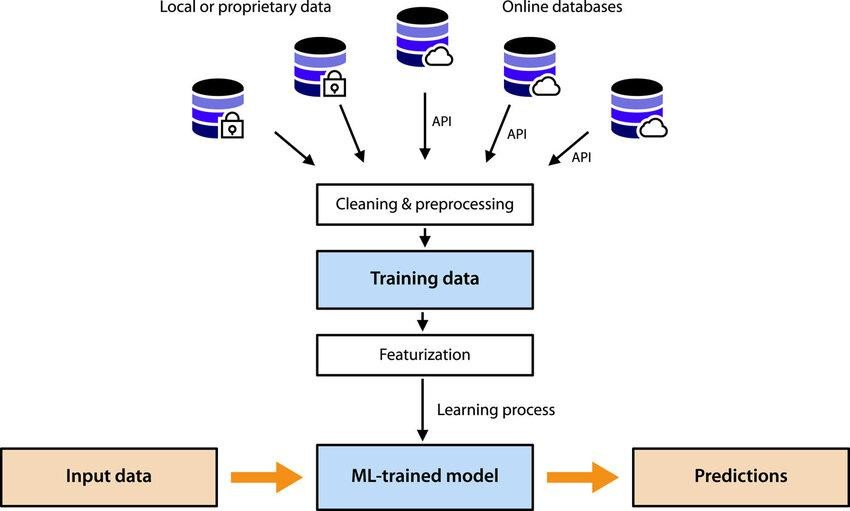 Local or proprietary data
Online databases
API
API
API
Cleaning & preprocessing
Training data
Featurization
Learning process
Input data
ML-trained model
Predictions